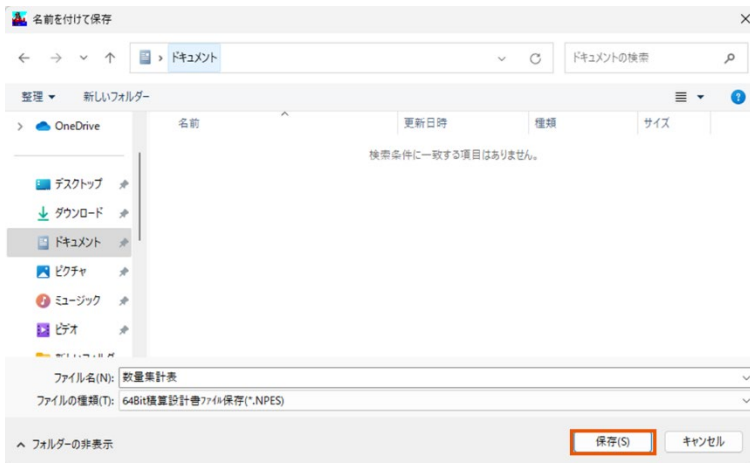 名前を付けて保存
ドキュメント
ドキュメントの検索
整理 新しいフォルダー
OneDrive
名前 更新日時 種類 サイズ
検索条件に一致する項目はありません。
デスクトップ
ダウンロード
ドキュメント
ピクチャ
ミュージック
ビデオ
ファイル名(N): 数量集計表
ファイルの種類(T): 64Bit積算設計書ﾌｧｲﾙ保存(*.NPES)
フォルダーの非表示
保存(S) キャンセル